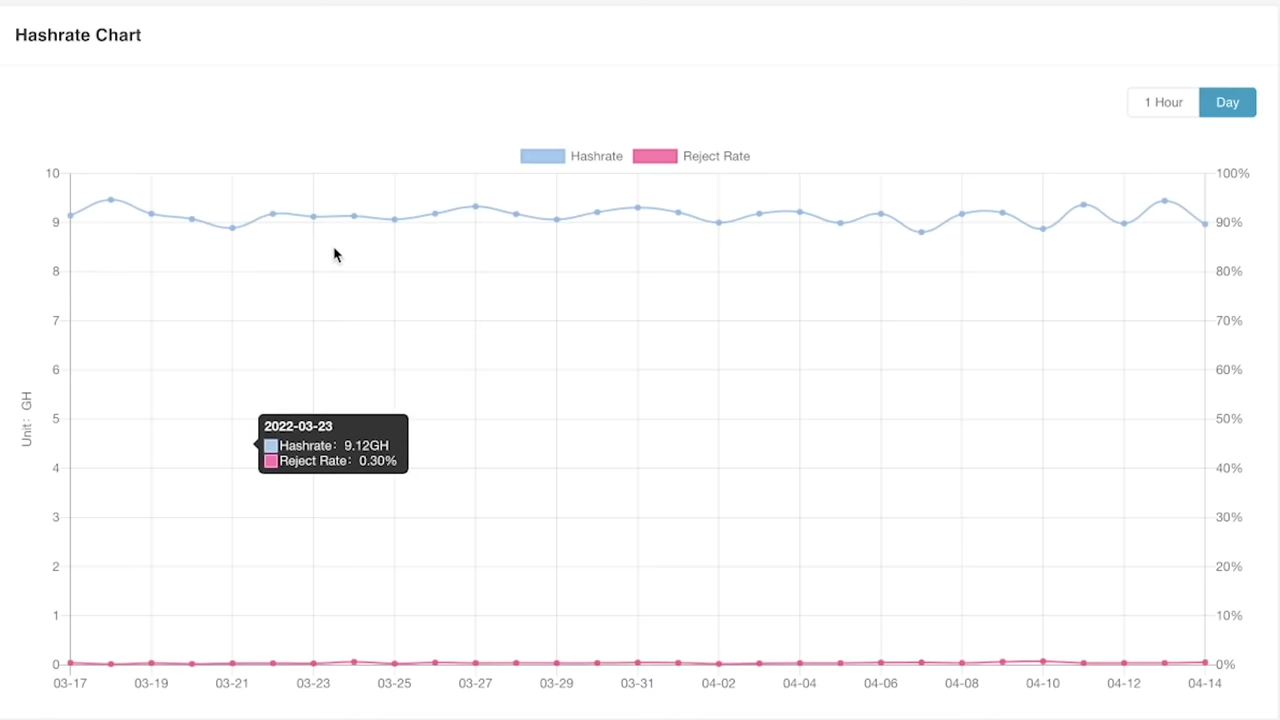 Hashrate Chart
1 Hour Day
Hashrate Reject Rate
10 100%
9 90%
8 80%
7 70%
6 60%
5 50%
4 40%
3 30%
2 20%
1 10%
0 0%
Unit： GH
2022-03-23
Hashrate： 9.12GH
Reject Rate： 0.30%
03-17 03-19 03-21 03-23 03-25 03-27 03-29 03-31 04-02 04-04 04-06 04-08 04-10 04-12 04-14